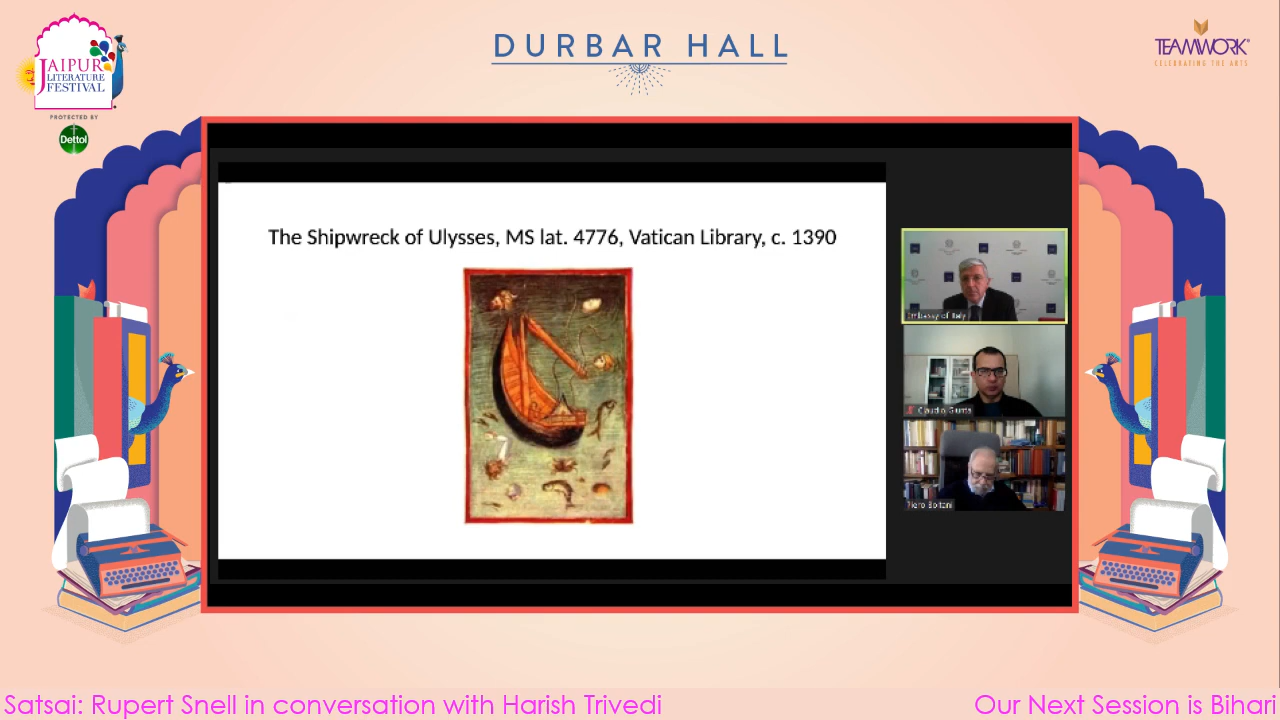 JAIPUR
LITERATURE
FESTIVAL
PROTECTED BY
Dettol
DURBAR HALL
TEAMWORK
CELEBRATING THE ARTS
The Shipwreck of Ulysses, MS lat. 4776, Vatican Library, c. 1390
Embassy of Italy
Claudio Giunta
Piero Boitani
Satsai: Rupert Snell in conversation with Harish Trivedi
Our Next Session is Bihari